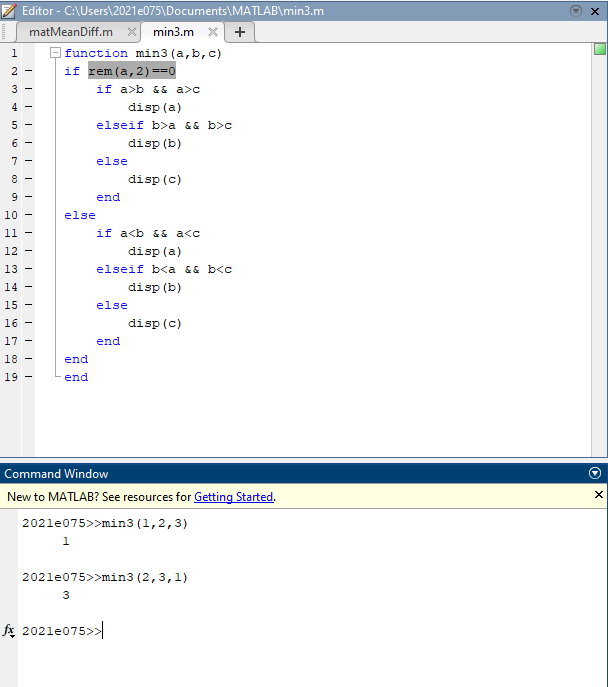 Editor - C:\Users\2021e075\Documents\MATLAB\min3.m
matMeanDiff.m × min3.m × +
1 function min3(a,b,c)
2 – if rem(a,2)==0
3 – if a>b && a>c
4 – disp(a)
5 – elseif b>a && b>c
6 – disp(b)
7 – else
8 – disp(c)
9 – end
10 – else
11 – if a<b && a<c
12 – disp(a)
13 – elseif b<a && b<c
14 – disp(b)
15 – else
16 – disp(c)
17 – end
18 – end
19 – end
Command Window
New to MATLAB? See resources for Getting Started.
2021e075>>min3(1,2,3)
1
2021e075>>min3(2,3,1)
3
fx 2021e075>>